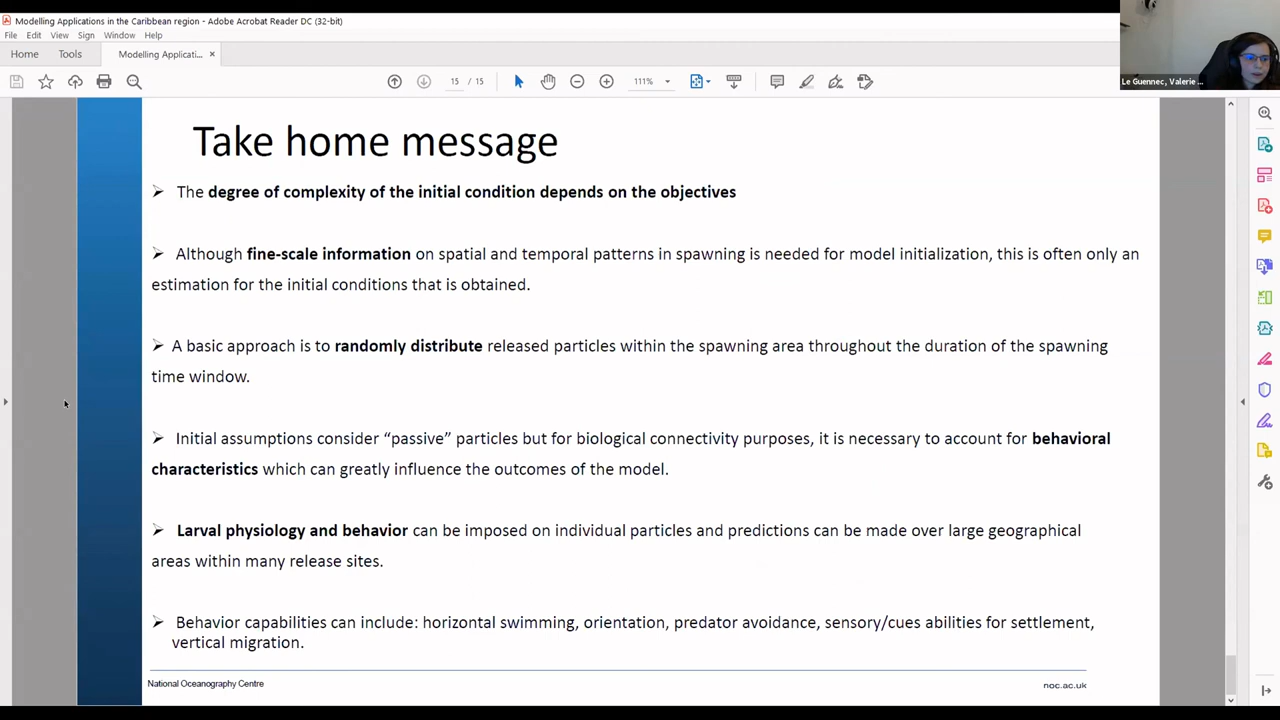 Modelling Applications in the Caribbean region - Adobe Acrobat Reader DC (32-bit)
File Edit View Sign Window Help
Home Tools Modelling Applicati... ×
15 / 15 111%
Le Guennec, Valerie ...
Take home message
➢ The degree of complexity of the initial condition depends on the objectives
➢ Although fine-scale information on spatial and temporal patterns in spawning is needed for model initialization, this is often only an
estimation for the initial conditions that is obtained.
➢ A basic approach is to randomly distribute released particles within the spawning area throughout the duration of the spawning
time window.
➢ Initial assumptions consider “passive” particles but for biological connectivity purposes, it is necessary to account for behavioral
characteristics which can greatly influence the outcomes of the model.
➢ Larval physiology and behavior can be imposed on individual particles and predictions can be made over large geographical
areas within many release sites.
➢ Behavior capabilities can include: horizontal swimming, orientation, predator avoidance, sensory/cues abilities for settlement,
vertical migration.
National Oceanography Centre
noc.ac.uk